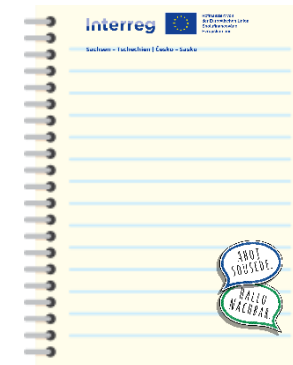 Interreg
Sachsen – Tschechien | Česko – Sasko
AHOJ
SOUSEDE.
HALLO
NACHBAR.